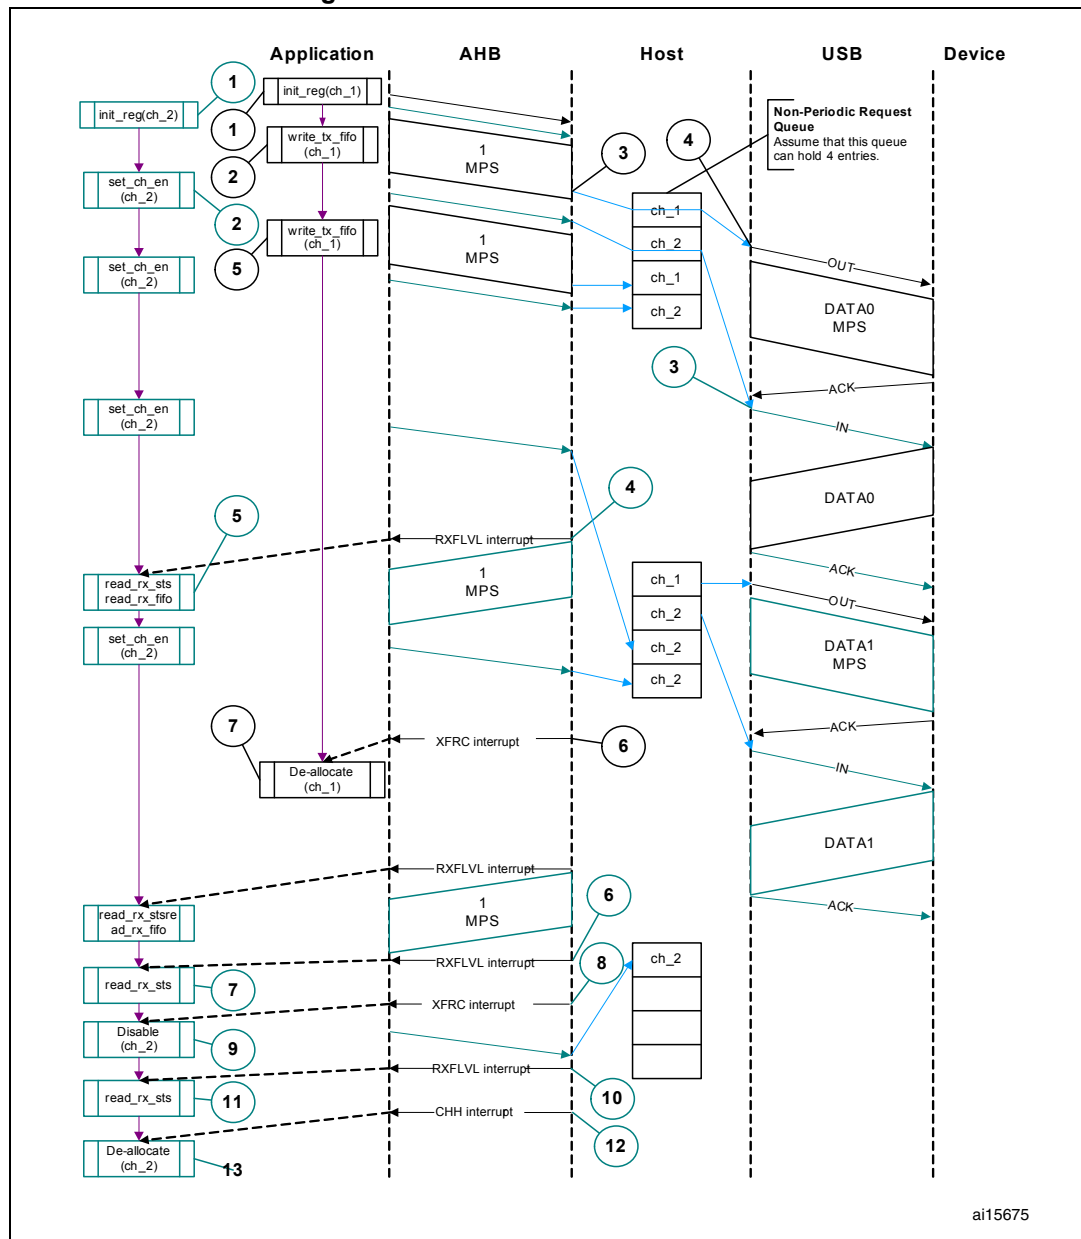 g
Application AHB Host USB Device
1
init_reg(ch_1)
init_reg(ch_2)
1
Non-Periodic Request
Queue
Assume that this queue
can hold 4 entries.
write_tx_fifo
(ch_1)
2
1
MPS
3
4
set_ch_en
(ch_2)
2
ch_1
write_tx_fifo
(ch_1)
5
1
MPS
ch_2
set_ch_en
(ch_2)
ch_1
OUT
ch_2
DATA0
MPS
3
ACK
set_ch_en
(ch_2)
IN
4
DATA0
5
RXFLVL interrupt
read_rx_sts
read_rx_fifo
1
MPS
ch_1
ACK
OUT
ch_2
set_ch_en
(ch_2)
ch_2
DATA1
MPS
ch_2
7
XFRC interrupt
6
ACK
De-allocate
(ch_1)
IN
DATA1
RXFLVL interrupt
6
read_rx_stsre
ad_rx_fifo
1
MPS
ACK
RXFLVL interrupt
8
ch_2
read_rx_sts
7
XFRC interrupt
Disable
(ch_2)
9
RXFLVL interrupt
read_rx_sts
11
10
CHH interrupt
De-allocate
(ch_2)
12
13
ai15675